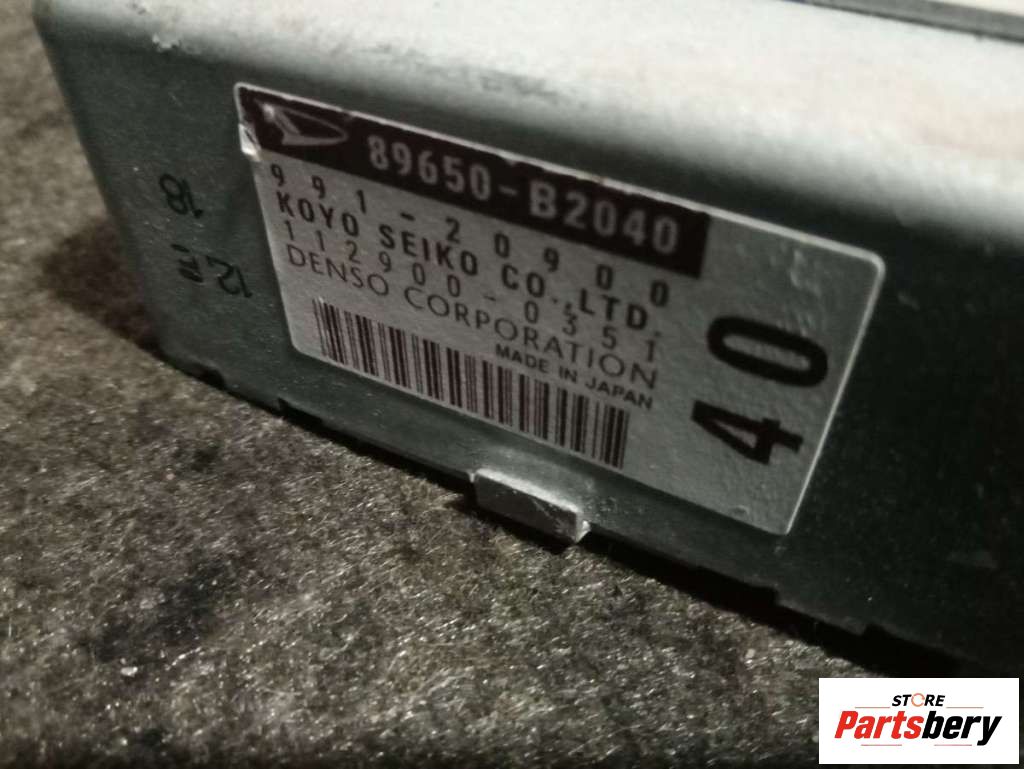 89650-B2040
991-20900
KOYO SEIKO CO.,LTD.
112900-0351
DENSO CORPORATION
MADE IN JAPAN
40
18
STORE
Partsbery